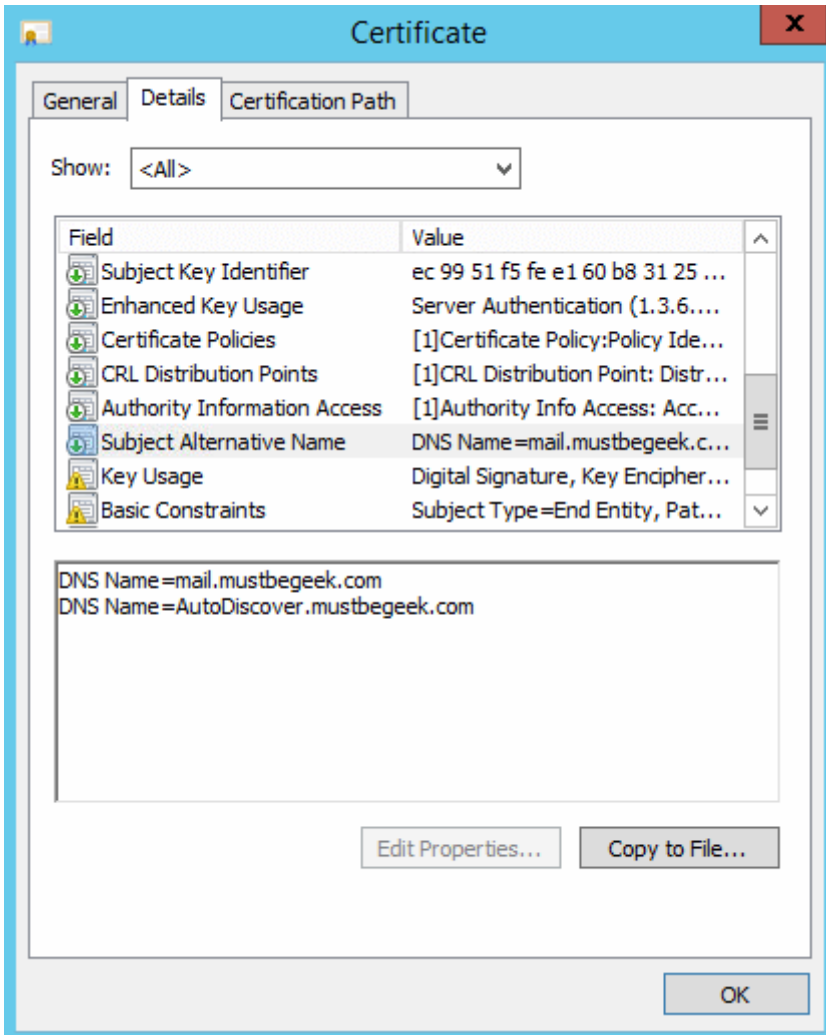 Certificate
x
General Details Certification Path
Show: <All>
Field Value
Subject Key Identifier ec 99 51 f5 fe e1 60 b8 31 25 ...
Enhanced Key Usage Server Authentication (1.3.6....
Certificate Policies [1]Certificate Policy:Policy Ide...
CRL Distribution Points [1]CRL Distribution Point: Distr...
Authority Information Access [1]Authority Info Access: Acc...
Subject Alternative Name DNS Name=mail.mustbegeek.c...
Key Usage Digital Signature, Key Encipher...
Basic Constraints Subject Type=End Entity, Pat...
DNS Name=mail.mustbegeek.com
DNS Name=AutoDiscover.mustbegeek.com
Edit Properties... Copy to File...
OK